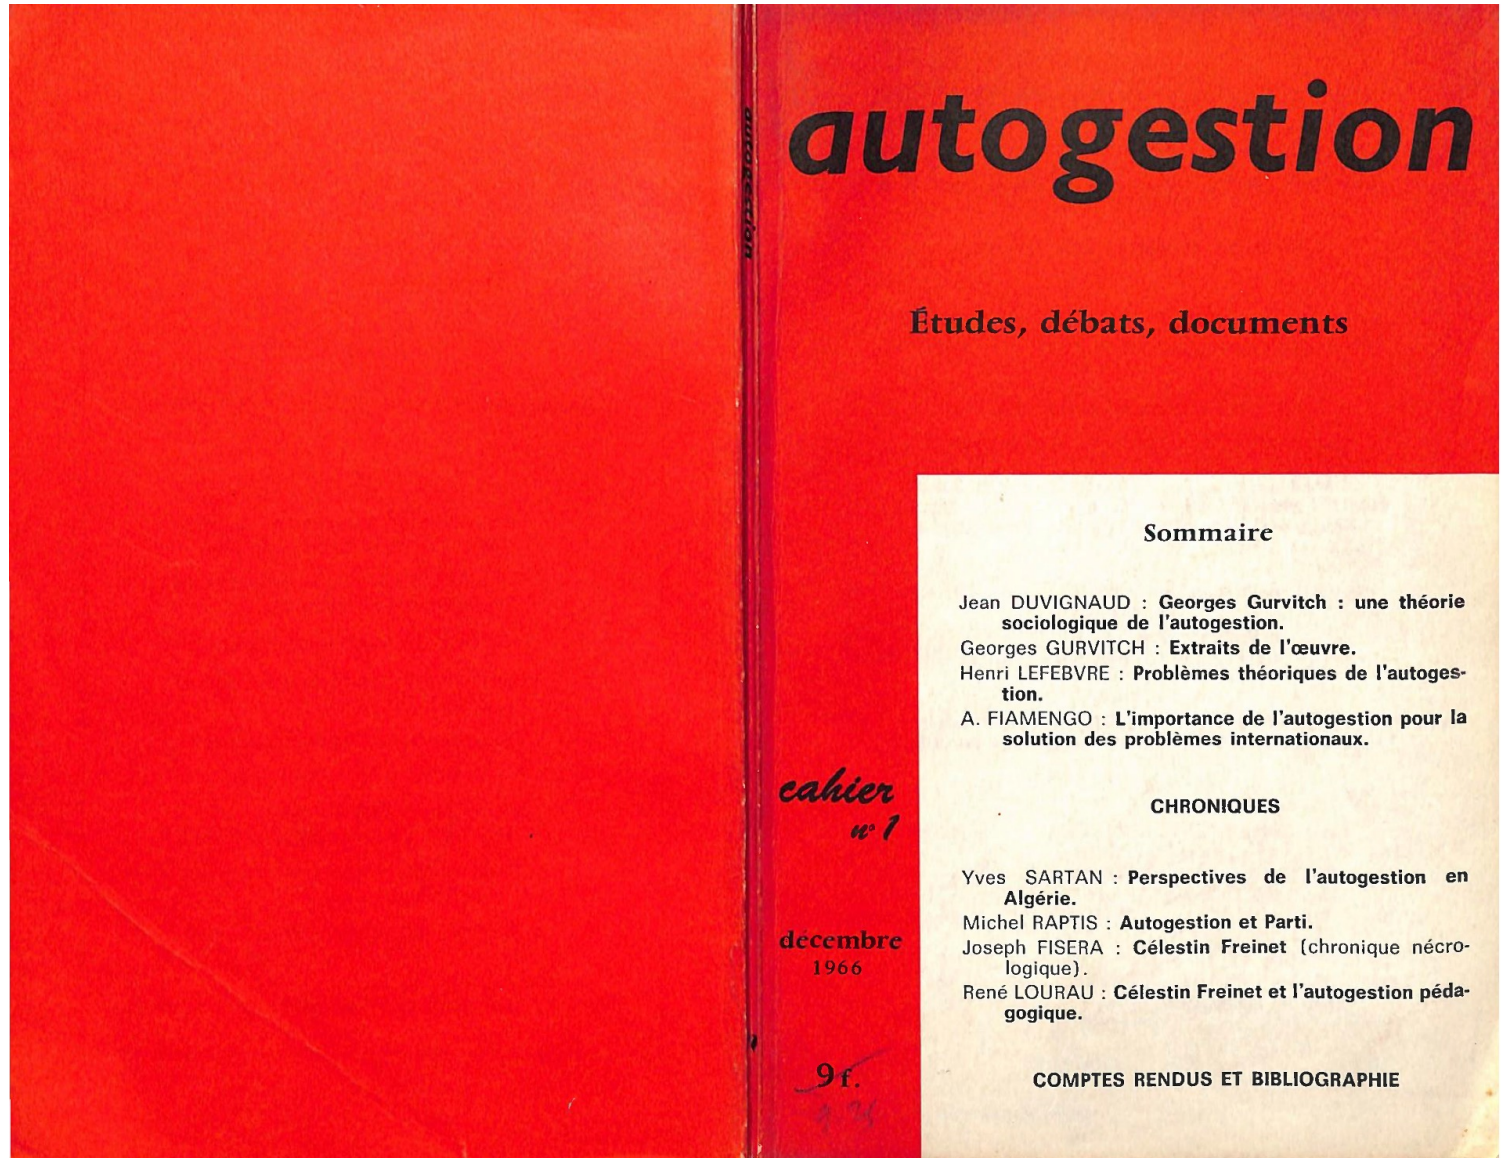 autogestion
autogestion
Études, débats, documents
Sommaire
Jean DUVIGNAUD : Georges Gurvitch : une théorie
sociologique de l'autogestion.
Georges GURVITCH : Extraits de l'œuvre.
Henri LEFEBVRE : Problèmes théoriques de l'autoges-
tion.
A. FIAMENGO : L'importance de l'autogestion pour la
solution des problèmes internationaux.
CHRONIQUES
Yves SARTAN : Perspectives de l'autogestion en
Algérie.
Michel RAPTIS : Autogestion et Parti.
Joseph FISERA : Célestin Freinet (chronique nécro-
logique).
René LOURAU : Célestin Freinet et l'autogestion péda-
gogique.
COMPTES RENDUS ET BIBLIOGRAPHIE
cahier
n° 1
décembre
1966
9 f.